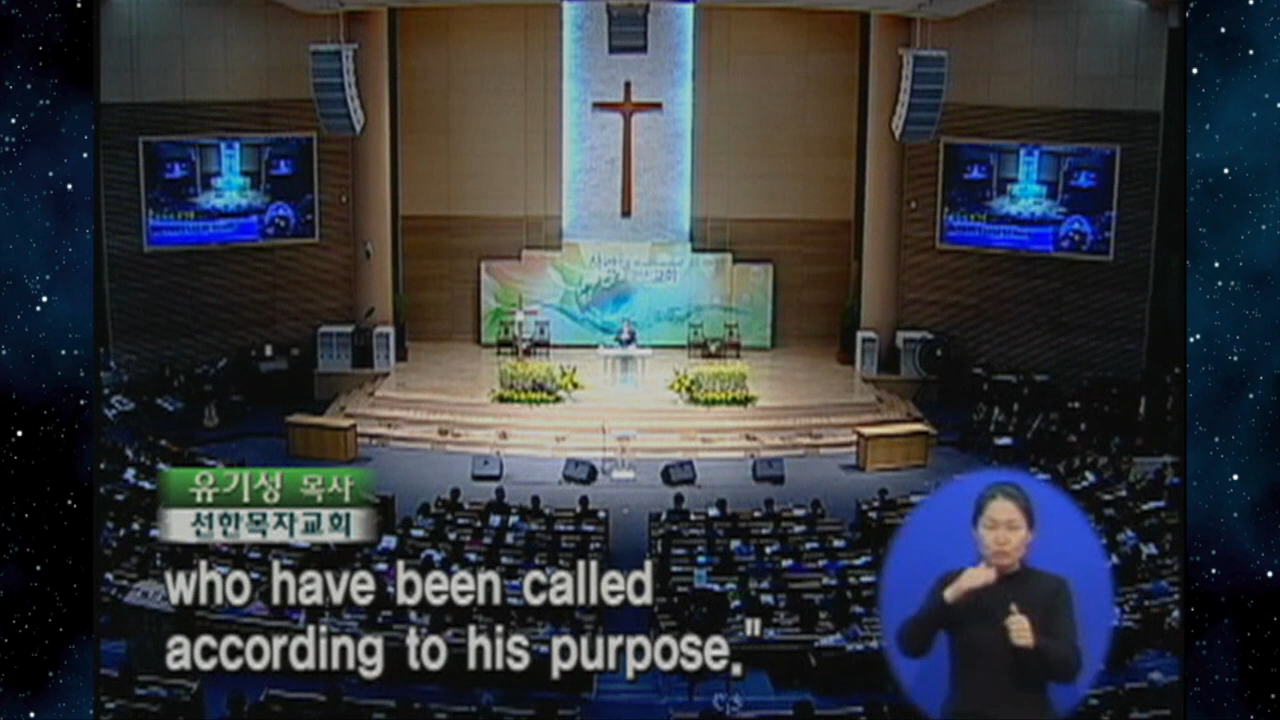 유기성 목사
선한목자교회
who have been called
according to his purpose."